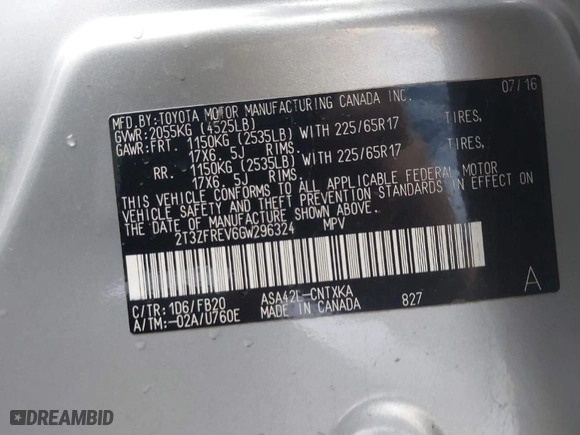 MFD.BY:TOYOTA MOTOR MANUFACTURING CANADA INC. 07/16
GVWR:2055KG (4525LB)
GAWR:FRT. 1150KG (2535LB) WITH 225/65R17 TIRES,
17X6.5J RIMS
RR. 1150KG (2535LB) WITH 225/65R17 TIRES,
17X6.5J RIMS
THIS VEHICLE CONFORMS TO ALL APPLICABLE FEDERAL MOTOR
VEHICLE SAFETY AND THEFT PREVENTION STANDARDS IN EFFECT ON
THE DATE OF MANUFACTURE SHOWN ABOVE.
2T3ZFREV6GW296324 MPV
A
C/TR:1D6/FB20 ASA42L-CNTXKA
A/TM:-02A/U760E MADE IN CANADA 827
DREAMBID